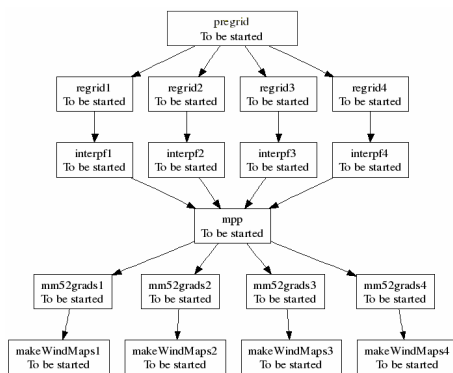 pregrid
To be started
regrid1
To be started
regrid2
To be started
regrid3
To be started
regrid4
To be started
interpf1
To be started
interpf2
To be started
interpf3
To be started
interpf4
To be started
mpp
To be started
mm52grads1
To be started
mm52grads2
To be started
mm52grads3
To be started
mm52grads4
To be started
makeWindMaps1
To be started
makeWindMaps2
To be started
makeWindMaps3
To be started
makeWindMaps4
To be started